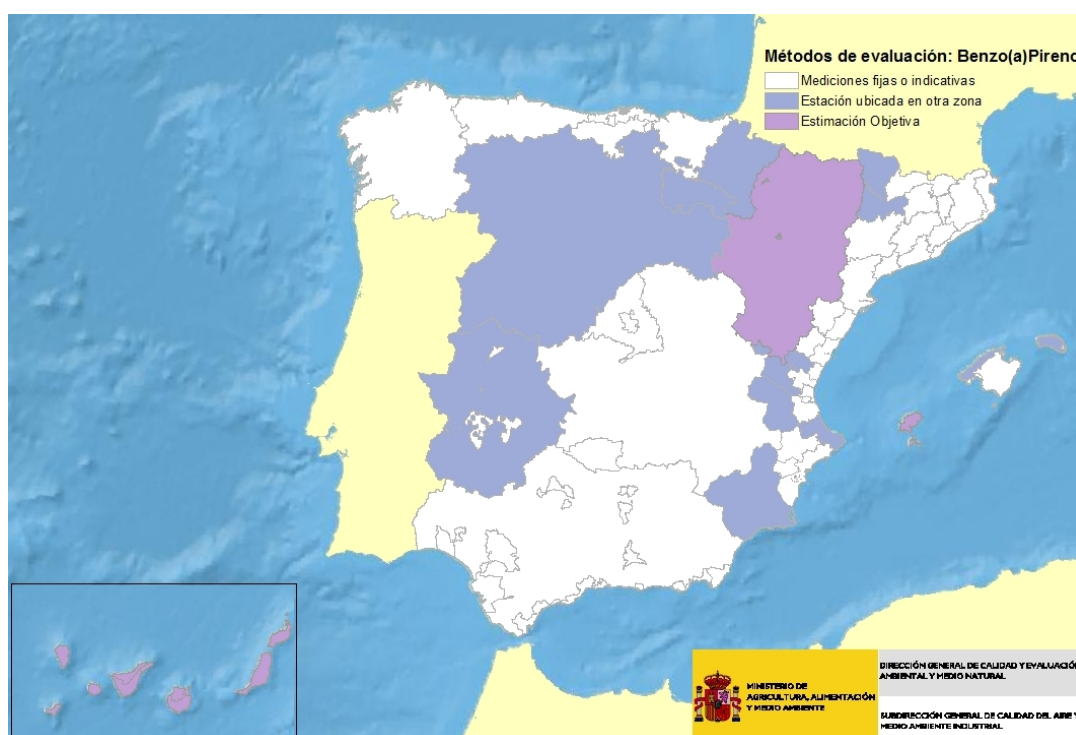 Métodos de evaluación: Benzo(a)Pireno
Mediciones fijas o indicativas
Estación ubicada en otra zona
Estimación Objetiva
MINISTERIO DE
AGRICULTURA, ALIMENTACIÓN
Y MEDIO AMBIENTE
DIRECCIÓN GENERAL DE CALIDAD Y EVALUACIÓN
AMBIENTAL Y MEDIO NATURAL
SUBDIRECCIÓN GENERAL DE CALIDAD DEL AIRE Y
MEDIO AMBIENTE INDUSTRIAL